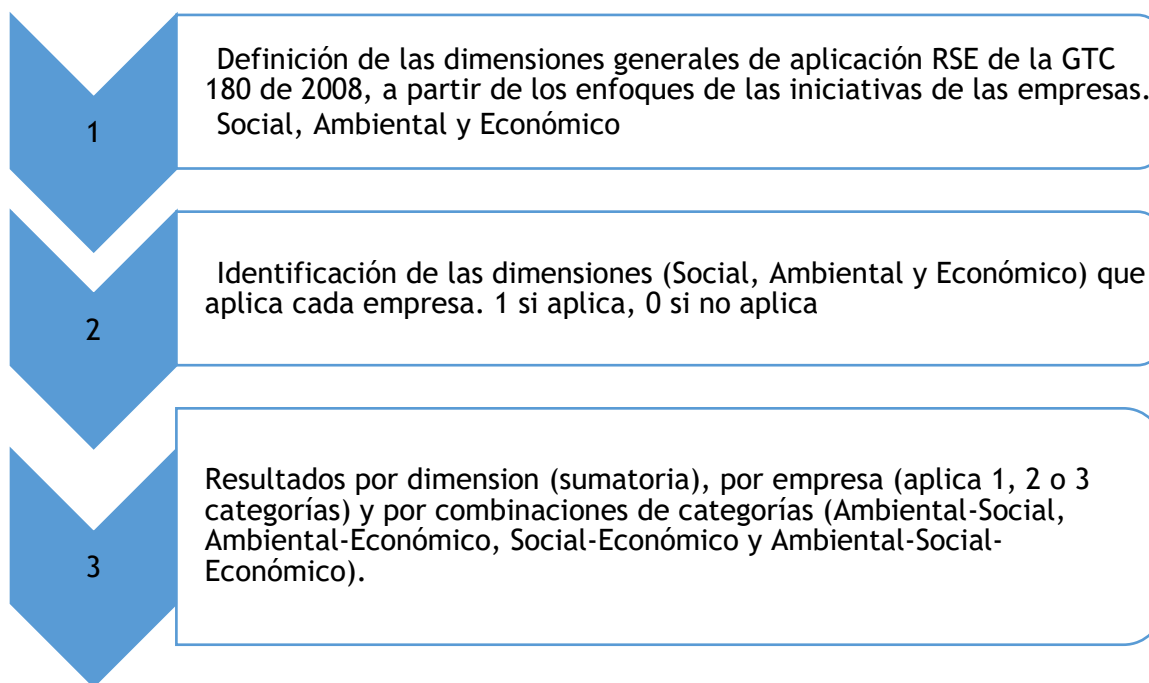 1
Definición de las dimensiones generales de aplicación RSE de la GTC
180 de 2008, a partir de los enfoques de las iniciativas de las empresas.
Social, Ambiental y Económico
2
Identificación de las dimensiones (Social, Ambiental y Económico) que
aplica cada empresa. 1 si aplica, 0 si no aplica
3
Resultados por dimension (sumatoria), por empresa (aplica 1, 2 o 3
categorías) y por combinaciones de categorías (Ambiental-Social,
Ambiental-Económico, Social-Económico y Ambiental-Social-
Económico).